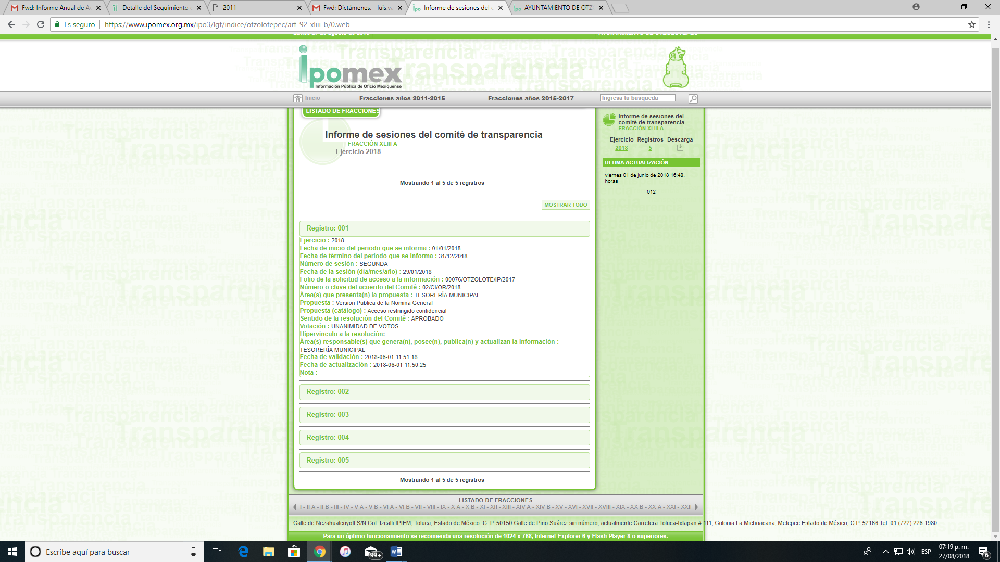 Fwd: Informe Anual de Ac
Detalle del Seguimiento d
2011
Fwd: Dictámenes. - luis.va
Informe de sesiones del c
AYUNTAMIENTO DE OTZO
Es seguro
https://www.ipomex.org.mx/ipo3/lgt/indice/otzolotepec/art_92_xliii_b/0.web
Transparencia
ipomex
Información Pública de Oficio Mexiquense
Inicio
Fracciones años 2011-2015
Fracciones años 2015-2017
Ingresa tu busqueda
LISTADO DE FRACCIONES
Informe de sesiones del comité de transparencia
FRACCIÓN XLIII A
Ejercicio 2018
Mostrando 1 al 5 de 5 registros
MOSTRAR TODO
Registro: 001
Ejercicio : 2018
Fecha de inicio del periodo que se informa : 01/01/2018
Fecha de término del periodo que se informa : 31/12/2018
Número de sesión : SEGUNDA
Fecha de la sesión (día/mes/año) : 29/01/2018
Folio de la solicitud de acceso a la información : 00076/OTZOLOTE/IP/2017
Número o clave del acuerdo del Comité : 02/CI/OR/2018
Área(s) que presenta(n) la propuesta : TESORERÍA MUNICIPAL
Propuesta : Version Publica de la Nomina General
Propuesta (catálogo) : Acceso restringido confidencial
Sentido de la resolución del Comité : APROBADO
Votación : UNANIMIDAD DE VOTOS
Hipervínculo a la resolución:
Área(s) responsable(s) que genera(n), posee(n), publica(n) y actualizan la información :
TESORERÍA MUNICIPAL
Fecha de validación : 2018-06-01 11:51:18
Fecha de actualización : 2018-06-01 11:50:25
Nota :
Registro: 002
Registro: 003
Registro: 004
Registro: 005
Mostrando 1 al 5 de 5 registros
Informe de sesiones del
comité de transparencia
FRACCIÓN XLIII A
Ejercicio Registros Descarga
2018 5
ULTIMA ACTUALIZACIÓN
viernes 01 de junio de 2018 16:48,
horas
012
LISTADO DE FRACCIONES
I - II A - II B - III - IV - V A - V B - VI A - VI B - VII - VIII - IX - X A - X B - XI - XII - XIII - XIV A - XIV B - XV - XVI - XVII - XVIII - XIX - XX B - XX A - XXI - XXII
Calle de Nezahualcoyotl S/N Col. Izcalli IPIEM, Toluca, Estado de México. C. P. 50150 Calle de Pino Suárez sin número, actualmente Carretera Toluca-Ixtapan # 111, Colonia La Michoacana; Metepec Estado de México, C.P. 52166 Tel: 01 (722) 226 1980
Para un óptimo funcionamiento se recomienda una resolución de 1024 x 768, Internet Explorer 6 y Flash Player 8 o superiores.
Escribe aquí para buscar
99+
ESP
07:19 p. m.
27/08/2018
6